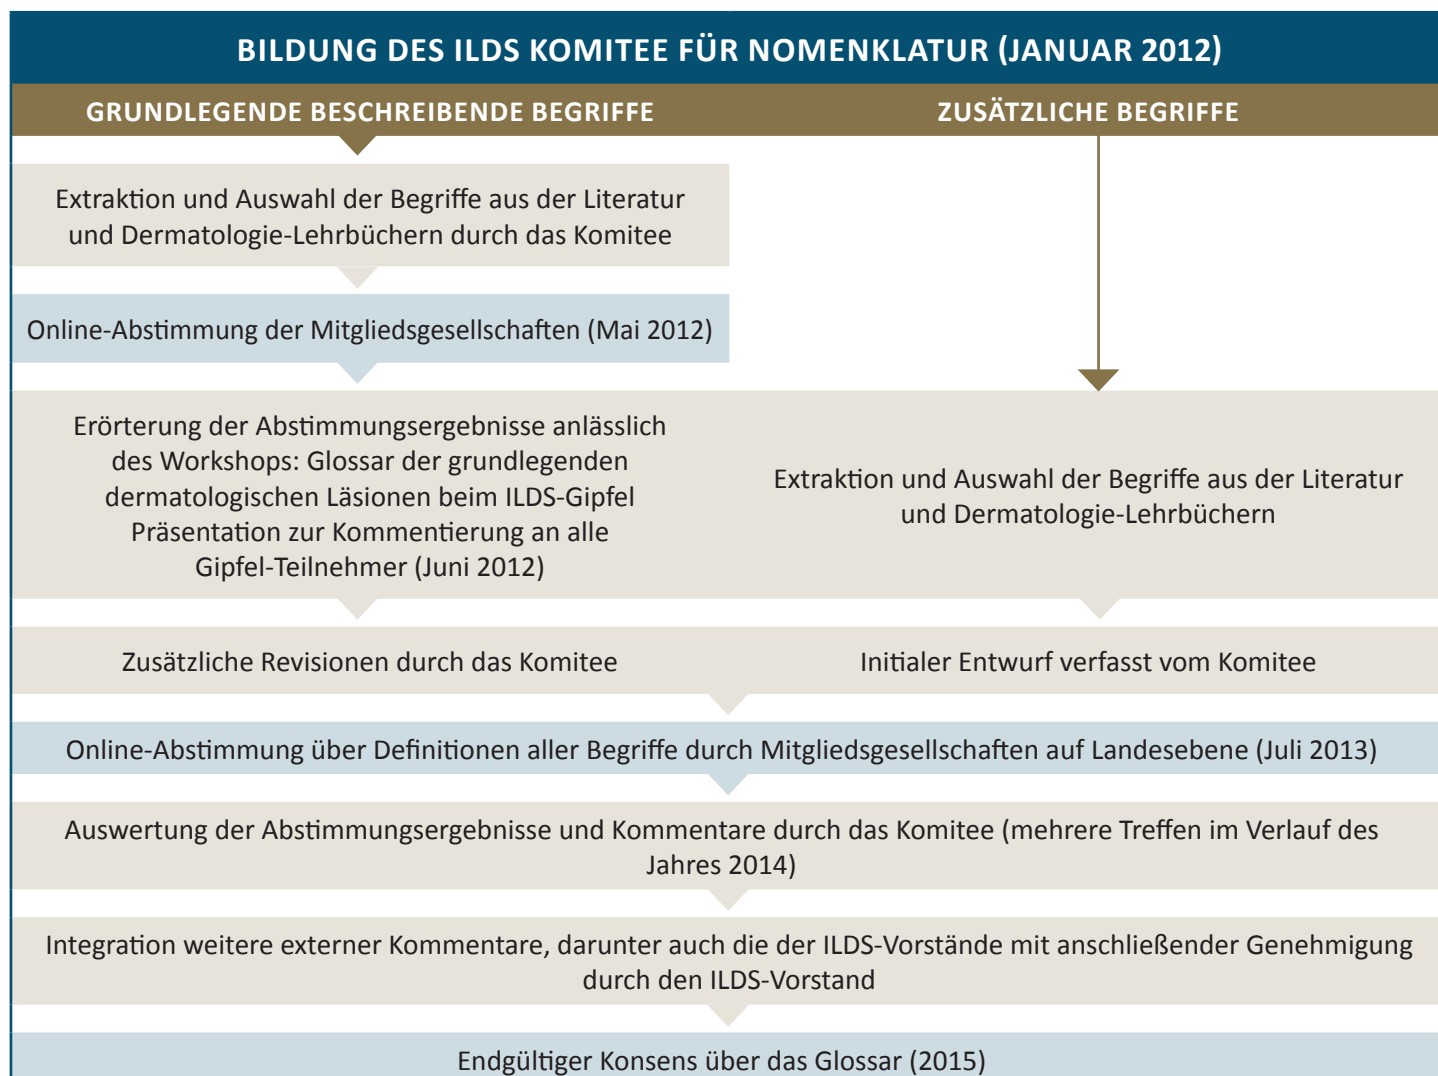 BILDUNG DES ILDS KOMITEE FÜR NOMENKLATUR (JANUAR 2012)
GRUNDLEGENDE BESCHREIBENDE BEGRIFFE
ZUSÄTZLICHE BEGRIFFE
Extraktion und Auswahl der Begriffe aus der Literatur
und Dermatologie-Lehrbüchern durch das Komitee
Online-Abstimmung der Mitgliedsgesellschaften (Mai 2012)
Erörterung der Abstimmungsergebnisse anlässlich
des Workshops: Glossar der grundlegenden
dermatologischen Läsionen beim ILDS-Gipfel
Präsentation zur Kommentierung an alle
Gipfel-Teilnehmer (Juni 2012)
Extraktion und Auswahl der Begriffe aus der Literatur
und Dermatologie-Lehrbüchern
Zusätzliche Revisionen durch das Komitee
Initialer Entwurf verfasst vom Komitee
Online-Abstimmung über Definitionen aller Begriffe durch Mitgliedsgesellschaften auf Landesebene (Juli 2013)
Auswertung der Abstimmungsergebnisse und Kommentare durch das Komitee (mehrere Treffen im Verlauf des
Jahres 2014)
Integration weitere externer Kommentare, darunter auch die der ILDS-Vorstände mit anschließender Genehmigung
durch den ILDS-Vorstand
Endgültiger Konsens über das Glossar (2015)